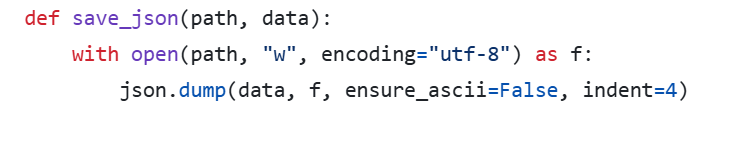 def save_json(path, data):
    with open(path, "w", encoding="utf-8") as f:
        json.dump(data, f, ensure_ascii=False, indent=4)